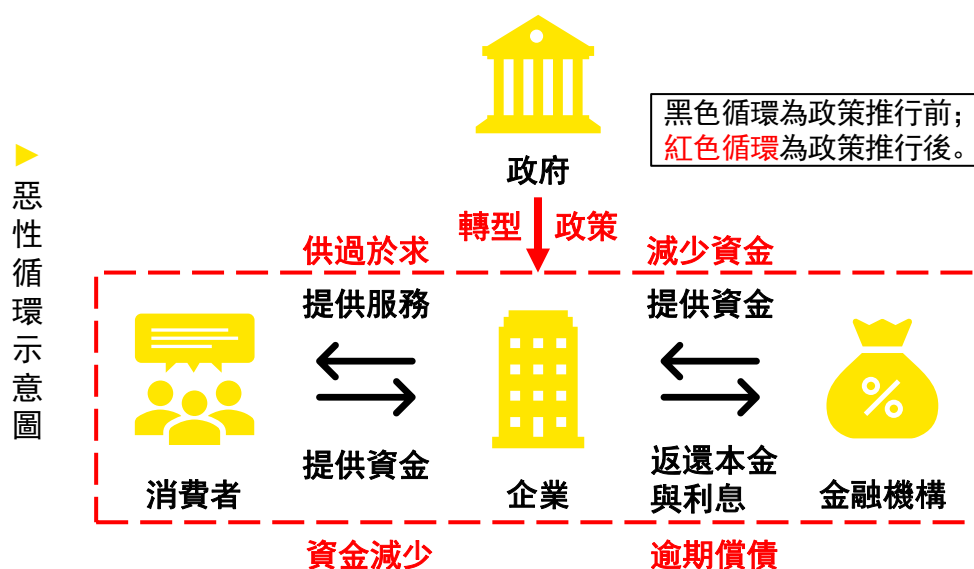 ▶惡性循環示意圖
政府
黑色循環為政策推行前；
紅色循環為政策推行後。
轉型 政策
供過於求
減少資金
提供服務
提供資金
%
提供資金
返還本金
與利息
消費者
企業
金融機構
資金減少
逾期償債